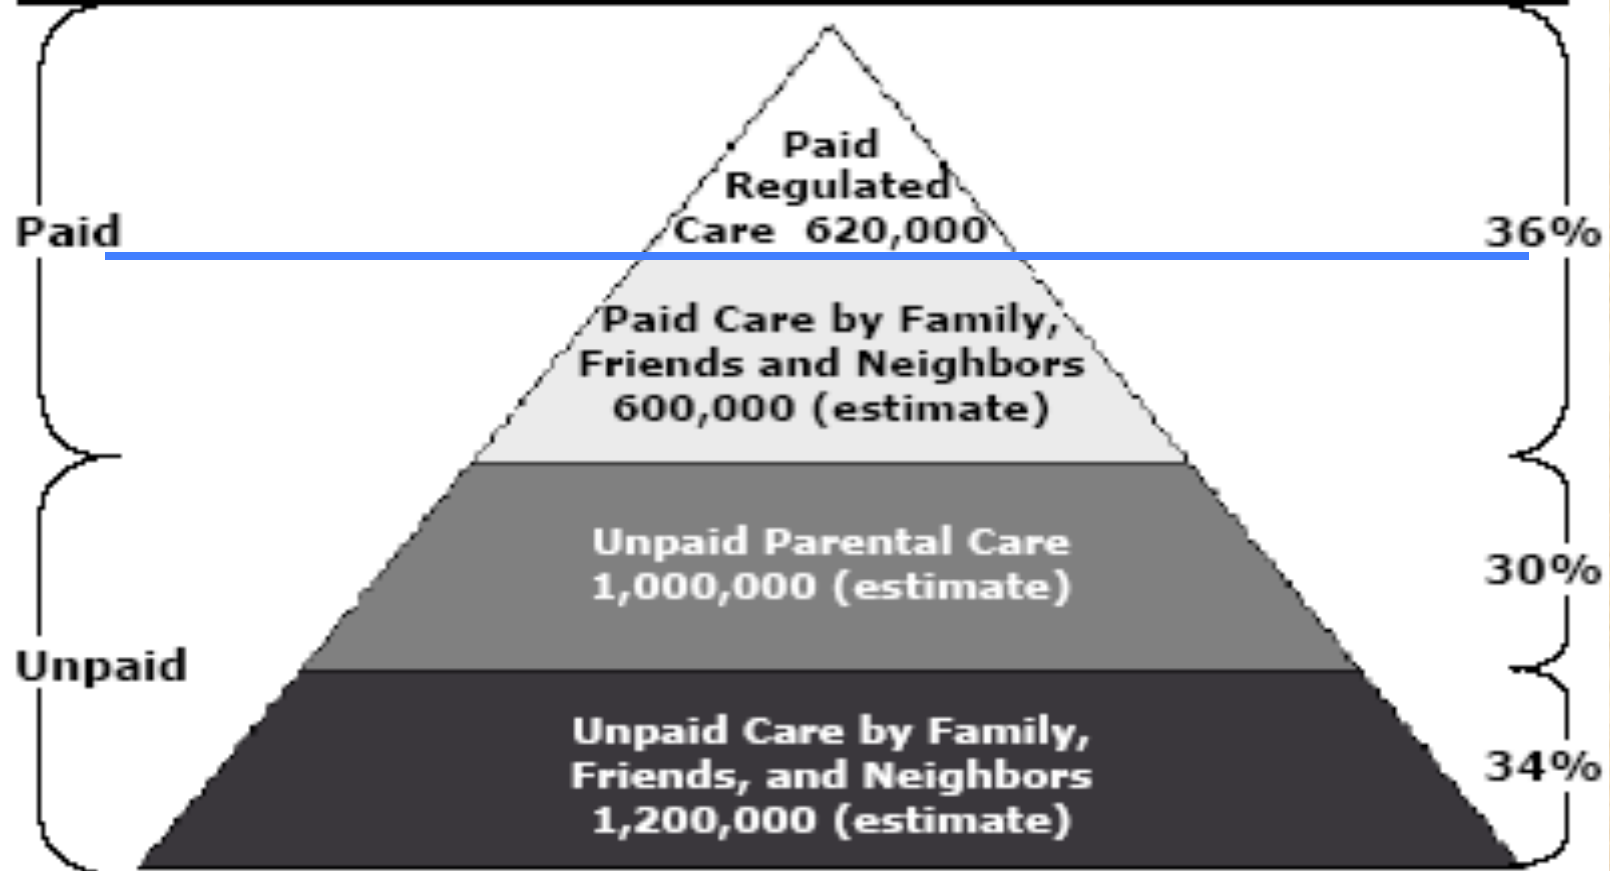 Paid
Regulated
Care 620,000
Paid
36%
Paid Care by Family,
Friends and Neighbors
600,000 (estimate)
Unpaid Parental Care
1,000,000 (estimate)
30%
Unpaid
Unpaid Care by Family,
Friends, and Neighbors
1,200,000 (estimate)
34%